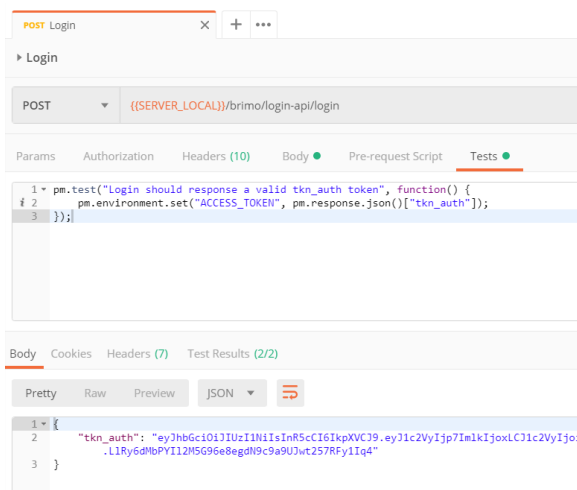 POST Login
Login
POST {{SERVER_LOCAL}}/brimo/login-api/login
Params Authorization Headers (10) Body Pre-request Script Tests
1 pm.test("Login should response a valid tkn_auth token", function() {
i 2 pm.environment.set("ACCESS_TOKEN", pm.response.json()["tkn_auth"]);
3 });
Body Cookies Headers (7) Test Results (2/2)
Pretty Raw Preview JSON
1 {
2 "tkn_auth": "eyJhbGciOiJIUzI1NiIsInR5cCI6IkpXVCJ9.eyJ1c2VyIjp7ImlkIjoxLCJ1c2VyIjoi
.LlRy6dMbPYIl2M5G96e8egdN9c9a9UJwt257RFy1Iq4"
3 }